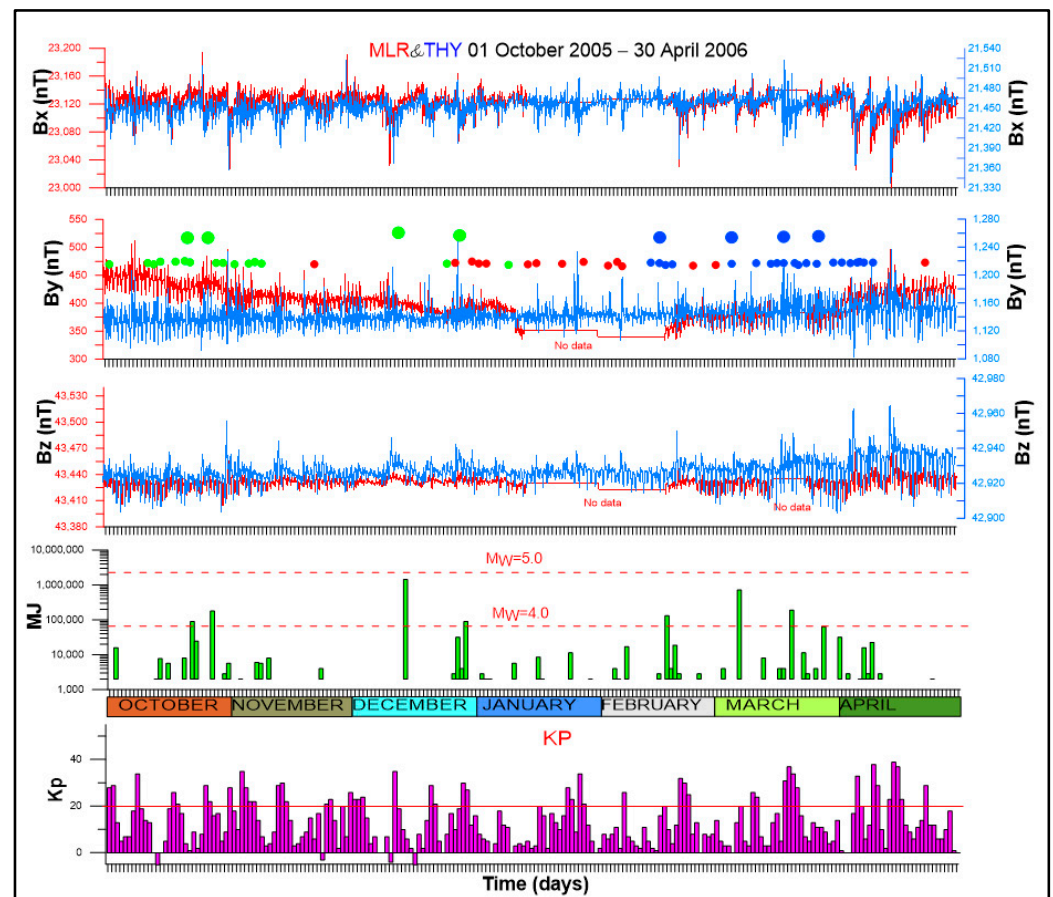 MLR&THY 01 October 2005 – 30 April 2006
Bx (nT)
23,200
23,160
23,120
23,080
23,040
23,000
21,540
21,510
21,480
21,450
21,420
21,390
21,360
21,330
Bx (nT)
By (nT)
550
500
450
400
350
300
No data
1,280
1,240
1,200
1,160
1,120
1,080
By (nT)
Bz (nT)
43,530
43,500
43,470
43,440
43,410
43,380
No data
No data
42,980
42,960
42,940
42,920
42,900
Bz (nT)
MJ
10,000,000
1,000,000
100,000
10,000
1,000
Mw=5.0
Mw=4.0
OCTOBER NOVEMBER DECEMBER JANUARY FEBRUARY MARCH APRIL
KP
Kp
40
20
0
Time (days)